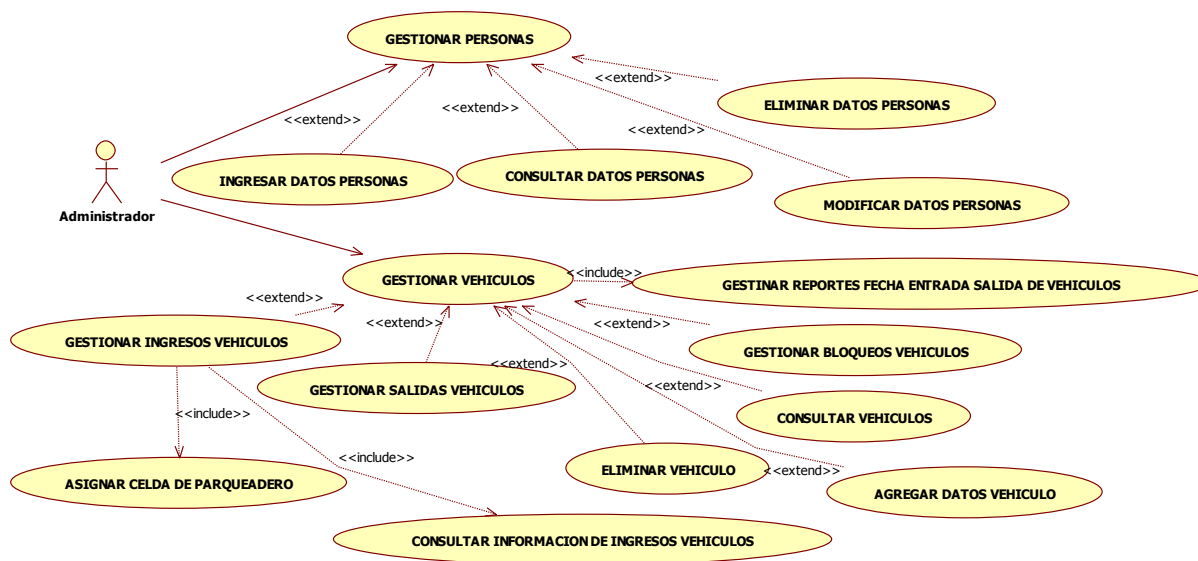 GESTIONAR PERSONAS
<<extend>>
ELIMINAR DATOS PERSONAS
<<extend>>
<<extend>>
<<extend>>
INGRESAR DATOS PERSONAS
CONSULTAR DATOS PERSONAS
MODIFICAR DATOS PERSONAS
Administrador
GESTIONAR VEHICULOS
<<include>>
GESTINAR REPORTES FECHA ENTRADA SALIDA DE VEHICULOS
<<extend>>
<<extend>>
<<extend>>
GESTIONAR INGRESOS VEHICULOS
GESTIONAR BLOQUEOS VEHICULOS
<<extend>>
<<extend>>
GESTIONAR SALIDAS VEHICULOS
<<include>>
CONSULTAR VEHICULOS
<<include>>
ELIMINAR VEHICULO
<<extend>>
ASIGNAR CELDA DE PARQUEADERO
AGREGAR DATOS VEHICULO
CONSULTAR INFORMACION DE INGRESOS VEHICULOS